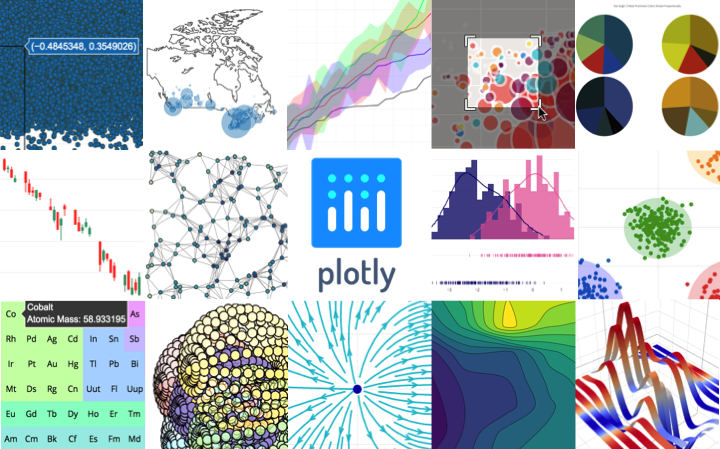 (−0.4845348, 0.3549026)
plotly
Cobalt
Atomic Mass: 58.933195
Co As
Rh Pd Ag Cd In Sn Sb
Ir Pt Au Hg Tl Pb Bi
Mt Ds Rg Cn Uut Fl Uup
Eu Gd Tb Dy Ho Er Tm
Am Cm Bk Cf Es Fm Md